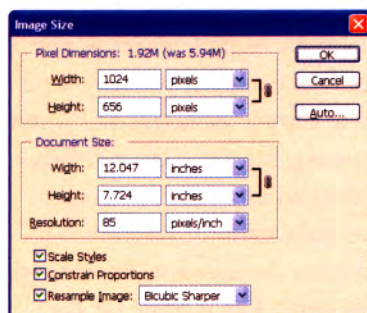 Image Size
Pixel Dimensions: 1.92M (was 5.94M)
Width: 1024 pixels
Height: 656 pixels
Document Size:
Width: 12.047 inches
Height: 7.724 inches
Resolution: 85 pixels/inch
Scale Styles
Constrain Proportions
Resample Image: Bicubic Sharper
OK
Cancel
Auto...